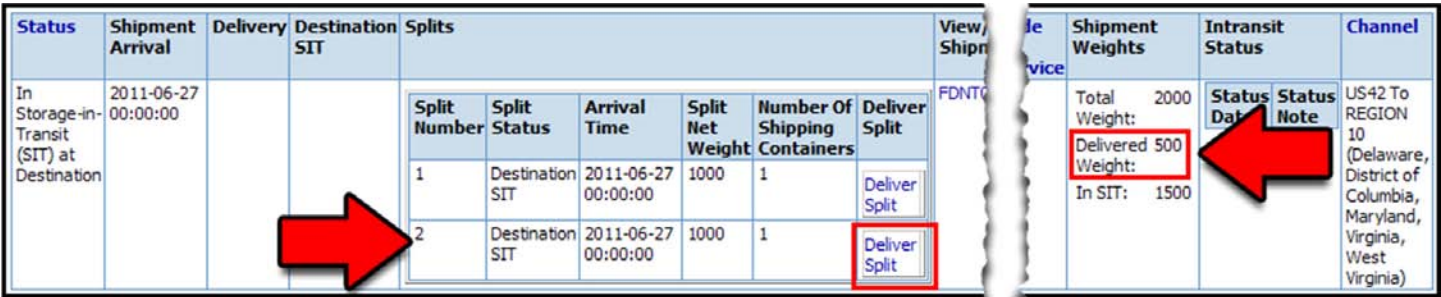 Status
Shipment
Arrival
Delivery
Destination
SIT
Splits
View/
Shipm
de
rvice
Shipment
Weights
Intransit
Status
Channel
In
Storage-in-
Transit
(SIT) at
Destination
2011-06-27
00:00:00
Split
Number
Split
Status
Arrival
Time
Split
Net
Weight
Number Of
Shipping
Containers
Deliver
Split
1
Destination
SIT
2011-06-27
00:00:00
1000
1
Deliver
Split
2
Destination
SIT
2011-06-27
00:00:00
1000
1
Deliver
Split
Total
Weight:
2000
Delivered
Weight:
500
In SIT:
1500
Status
Status
Note
US42 To
REGION
10
(Delaware,
District of
Columbia,
Maryland,
Virginia,
West
Virginia)